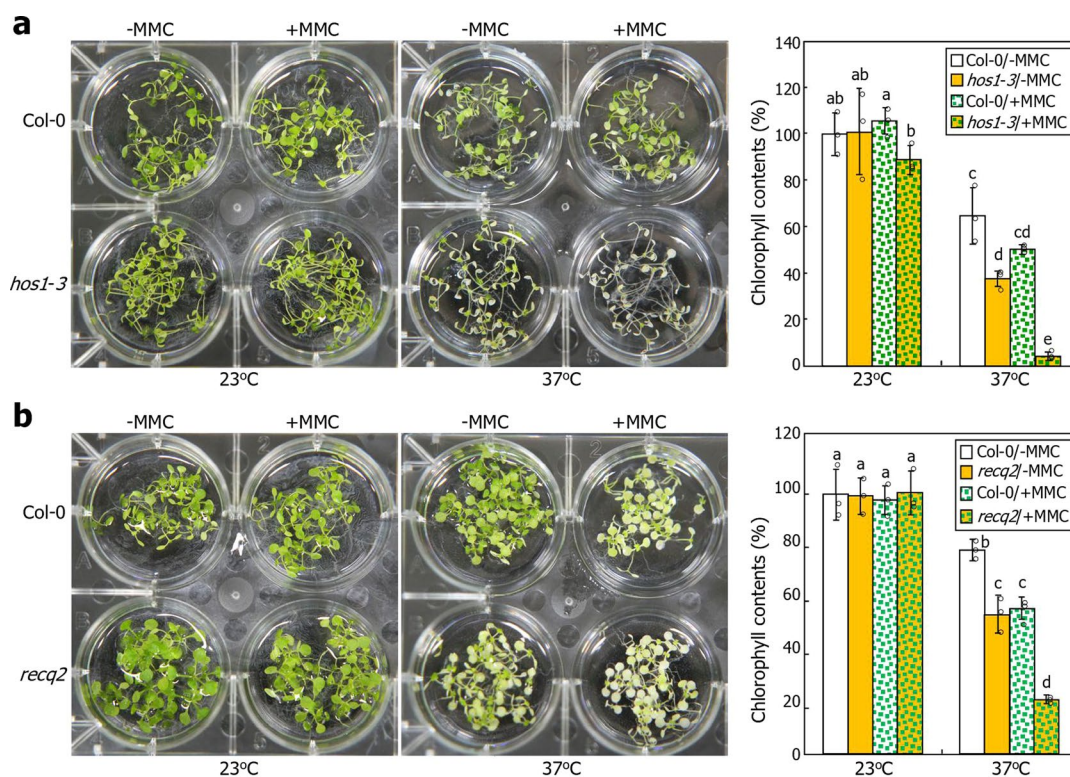 a
-MMC +MMC -MMC +MMC
Col-0
hos1-3
23°C 37°C
Chlorophyll contents (%)
140
120
100
80
60
40
20
0
Col-0/-MMC
hos1-3/-MMC
Col-0/+MMC
hos1-3/+MMC
ab ab a b
c d cd e
23°C 37°C
b
-MMC +MMC -MMC +MMC
Col-0
recq2
23°C 37°C
Chlorophyll contents (%)
120
100
80
60
40
20
0
Col-0/-MMC
recq2/-MMC
Col-0/+MMC
recq2/+MMC
a a a a
b c c d
23°C 37°C